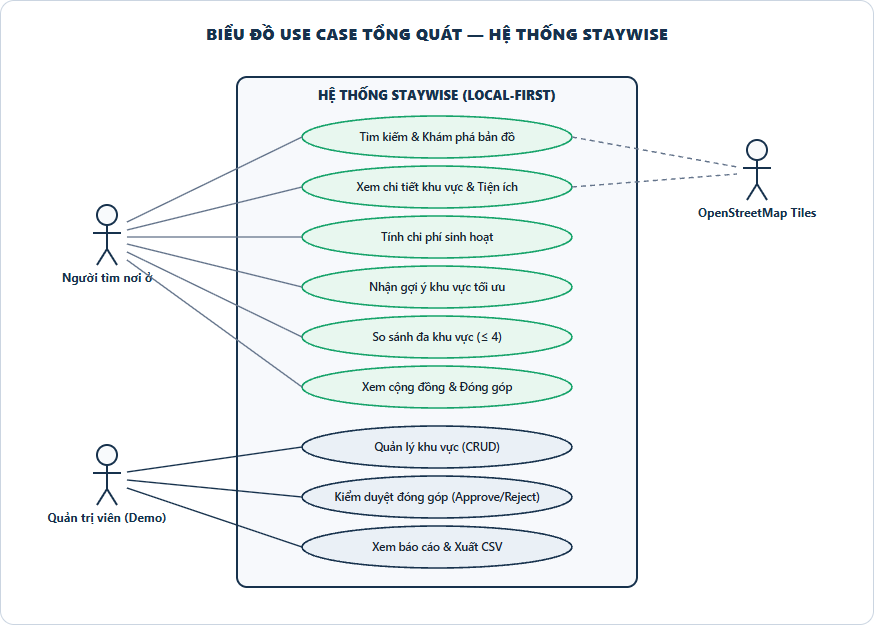 BIỂU ĐỒ USE CASE TỔNG QUÁT — HỆ THỐNG STAYWISE
HỆ THỐNG STAYWISE (LOCAL-FIRST)
Tìm kiếm & Khám phá bản đồ
Xem chi tiết khu vực & Tiện ích
OpenStreetMap Tiles
Tính chi phí sinh hoạt
Người tìm nơi ở
Nhận gợi ý khu vực tối ưu
So sánh đa khu vực (≤ 4)
Xem cộng đồng & Đóng góp
Quản lý khu vực (CRUD)
Kiểm duyệt đóng góp (Approve/Reject)
Quản trị viên (Demo)
Xem báo cáo & Xuất CSV